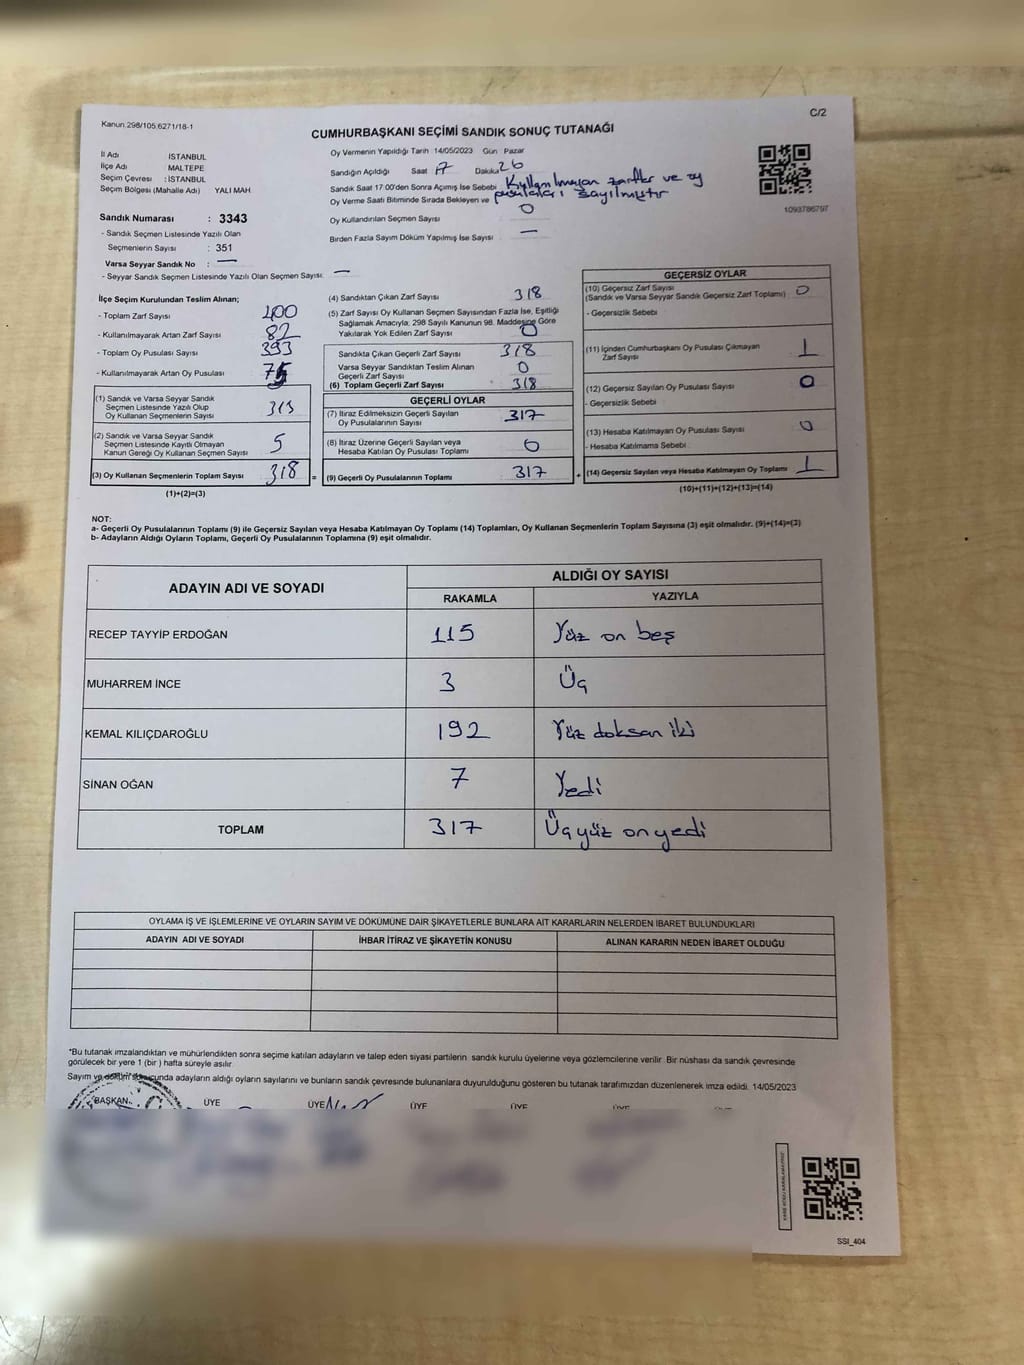 Kanun.298/105.6271/18-1
C/2
CUMHURBAŞKANI SEÇİMİ SANDIK SONUÇ TUTANAĞI
İl Adı İSTANBUL
İlçe Adı MALTEPE
Seçim Çevresi : İSTANBUL
Seçim Bölgesi (Mahalle Adı) YALI MAH
Sandık Numarası : 3343
- Sandık Seçmen Listesinde Yazılı Olan
Seçmenlerin Sayısı : 351
Varsa Seyyar Sandık No : —
- Seyyar Sandık Seçmen Listesinde Yazılı Olan Seçmen Sayısı: —
Oy Vermenin Yapıldığı Tarih : 14/05/2023 Gün : Pazar
Sandığın Açıldığı Saat 17 Dakika 26
Sandık Saat 17.00'den Sonra Açımış İse Sebebi Kullanılmayan zarflar ve oy
Oy Verme Saati Bitiminde Sırada Bekleyen ve pusulaları sayılmıştır
Oy Kullandırılan Seçmen Sayısı 0
Birden Fazla Sayım Döküm Yapılmış İse Sayısı —
1093786797
İlçe Seçim Kurulundan Teslim Alınan;
- Toplam Zarf Sayısı 400
- Kullanılmayarak Artan Zarf Sayısı 82
- Toplam Oy Pusulası Sayısı 393
- Kullanılmayarak Artan Oy Pusulası 75
(1) Sandık ve Varsa Seyyar Sandık
Seçmen Listesinde Yazılı Olup
Oy Kullanan Seçmenlerin Sayısı 313
(2) Sandık ve Varsa Seyyar Sandık
Seçmen Listesinde Kayıtlı Olmayan
Kanun Gereği Oy Kullanan Seçmen Sayısı 5
(3) Oy Kullanan Seçmenlerin Toplam Sayısı 318 =
(1)+(2)=(3)
(4) Sandıktan Çıkan Zarf Sayısı 318
(5) Zarf Sayısı Oy Kullanan Seçmen Sayısından Fazla İse, Eşitliği
Sağlamak Amacıyla; 298 Sayılı Kanunun 98. Maddesine Göre
Yakılarak Yok Edilen Zarf Sayısı 0
Sandıkta Çıkan Geçerli Zarf Sayısı 318
Varsa Seyyar Sandıktan Teslim Alınan
Geçerli Zarf Sayısı 0
(6) Toplam Geçerli Zarf Sayısı 318
GEÇERLİ OYLAR
(7) İtiraz Edilmeksizin Geçerli Sayılan
Oy Pusulalarının Sayısı 317
(8) İtiraz Üzerine Geçerli Sayılan veya
Hesaba Katılan Oy Pusulası Toplamı 0
(9) Geçerli Oy Pusulalarının Toplamı 317 +
GEÇERSİZ OYLAR
(10) Geçersiz Zarf Sayısı
(Sandık ve Varsa Seyyar Sandık Geçersiz Zarf Toplamı) 0
- Geçersizlik Sebebi
(11) İçinden Cumhurbaşkanı Oy Pusulası Çıkmayan
Zarf Sayısı 1
(12) Geçersiz Sayılan Oy Pusulası Sayısı 0
- Geçersizlik Sebebi
(13) Hesaba Katılmayan Oy Pusulası Sayısı 0
- Hesaba Katılmama Sebebi
(14) Geçersiz Sayılan veya Hesaba Katılmayan Oy Toplamı 1
(10)+(11)+(12)+(13)=(14)
NOT:
a- Geçerli Oy Pusulalarının Toplamı (9) ile Geçersiz Sayılan veya Hesaba Katılmayan Oy Toplamı (14) Toplamları, Oy Kullanan Seçmenlerin Toplam Sayısına (3) eşit olmalıdır. (9)+(14)=(3)
b- Adayların Aldığı Oyların Toplamı, Geçerli Oy Pusulalarının Toplamına (9) eşit olmalıdır.
ADAYIN ADI VE SOYADI ALDIĞI OY SAYISI
RAKAMLA YAZIYLA
RECEP TAYYİP ERDOĞAN 115 Yüz on beş
MUHARREM İNCE 3 Üç
KEMAL KILIÇDAROĞLU 192 Yüz doksan iki
SİNAN OĞAN 7 Yedi
TOPLAM 317 Üçyüz onyedi
OYLAMA İŞ VE İŞLEMLERİNE VE OYLARIN SAYIM VE DÖKÜMÜNE DAİR ŞİKAYETLERLE BUNLARA AİT KARARLARIN NELERDEN İBARET BULUNDUKLARI
ADAYIN ADI VE SOYADI İHBAR İTİRAZ VE ŞİKAYETİN KONUSU ALINAN KARARIN NEDEN İBARET OLDUĞU
*Bu tutanak imzalandıktan ve mühürlendikten sonra seçime katılan adayların ve talep eden siyasi partilerin sandık kurulu üyelerine veya gözlemcilerine verilir. Bir nüshası da sandık çevresinde
görülecek bir yere 1 (bir) hafta süreyle asılır.
Sayım ve döküm sonucunda adayların aldığı oyların sayılarını ve bunların sandık çevresinde bulunanlara duyurulduğunu gösteren bu tutanak tarafımızdan düzenlenerek imza edildi. 14/05/2023
BAŞKAN ÜYE ÜYE ÜYE ÜYE ÜYE ÜYE
SSI_404